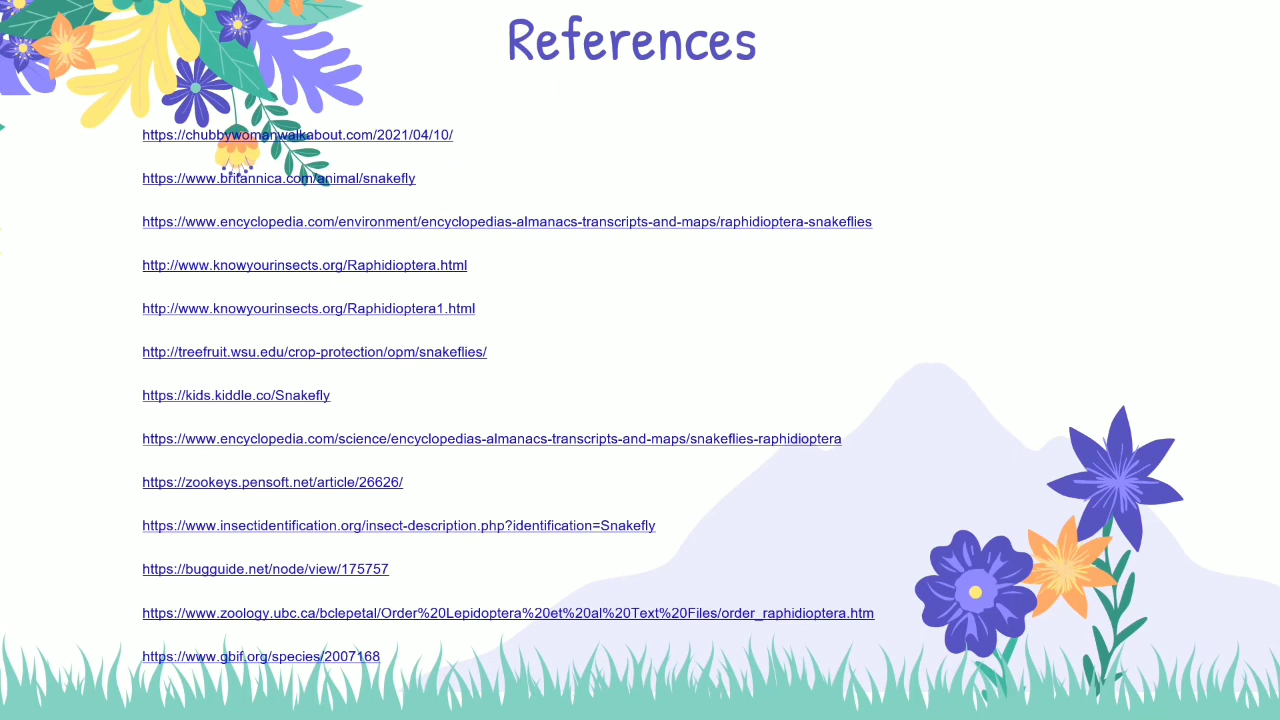 References
https://chubbywomanwalkabout.com/2021/04/10/
https://www.britannica.com/animal/snakefly
https://www.encyclopedia.com/environment/encyclopedias-almanacs-transcripts-and-maps/raphidioptera-snakeflies
http://www.knowyourinsects.org/Raphidioptera.html
http://www.knowyourinsects.org/Raphidioptera1.html
http://treefruit.wsu.edu/crop-protection/opm/snakeflies/
https://kids.kiddle.co/Snakefly
https://www.encyclopedia.com/science/encyclopedias-almanacs-transcripts-and-maps/snakeflies-raphidioptera
https://zookeys.pensoft.net/article/26626/
https://www.insectidentification.org/insect-description.php?identification=Snakefly
https://bugguide.net/node/view/175757
https://www.zoology.ubc.ca/bclepetal/Order%20Lepidoptera%20et%20al%20Text%20Files/order_raphidioptera.htm
https://www.gbif.org/species/2007168